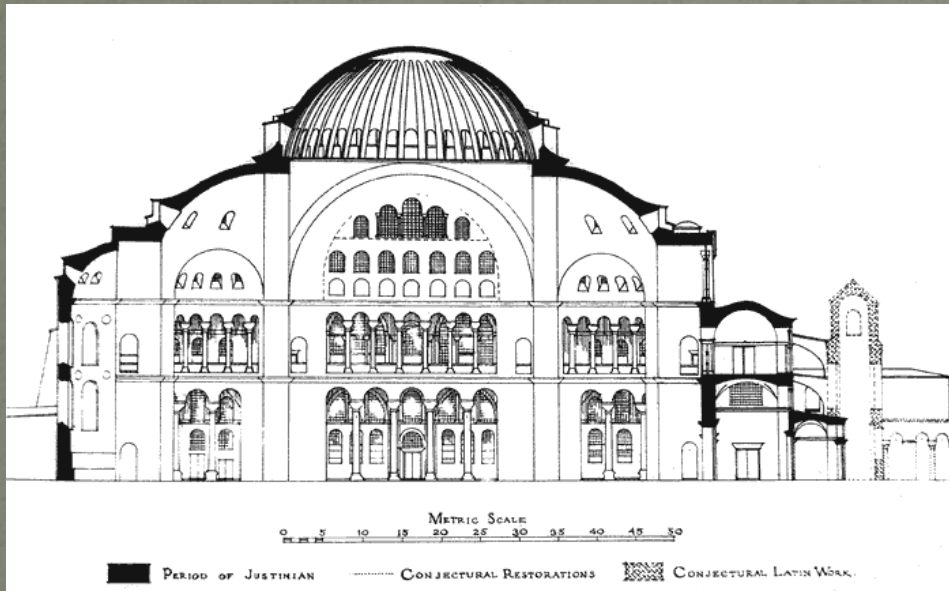 METRIC SCALE
0 5 10 15 20 25 30 35 40 45 50
PERIOD OF JUSTINIAN
CONJECTURAL RESTORATIONS
CONJECTURAL LATIN WORK.